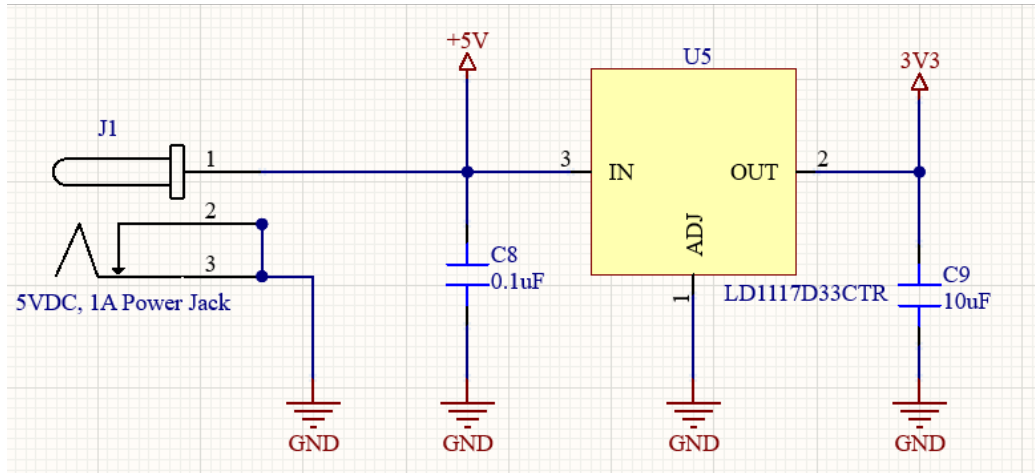 +5V
U5
3V3
J1
1
3
IN
OUT
2
2
ADJ
3
C8
0.1uF
1
C9
10uF
5VDC, 1A Power Jack
LD1117D33CTR
GND
GND
GND
GND